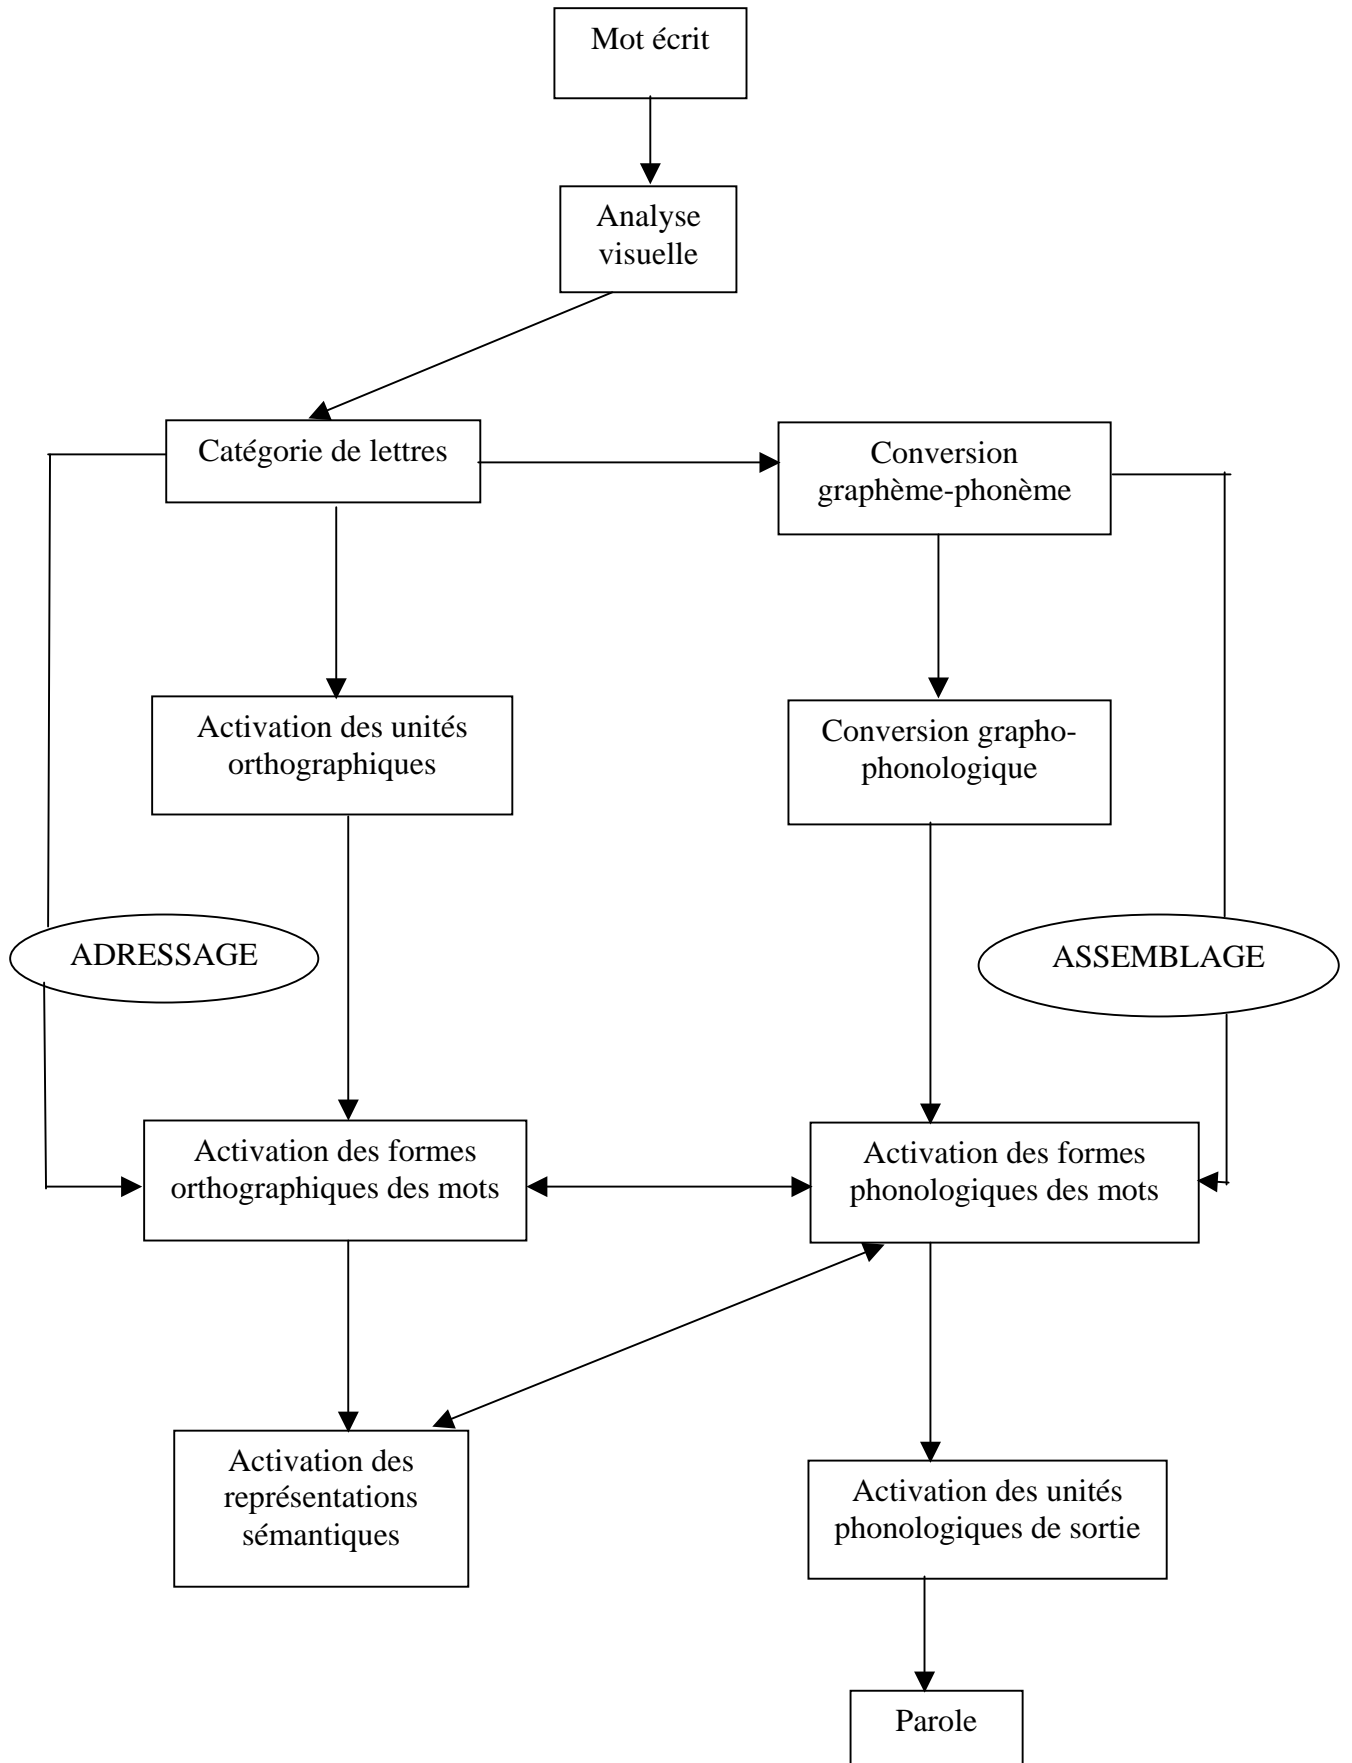 Mot écrit
Analyse
visuelle
Catégorie de lettres
Conversion
graphème-phonème
Activation des unités
orthographiques
Conversion grapho-
phonologique
ADRESSAGE
ASSEMBLAGE
Activation des formes
orthographiques des mots
Activation des formes
phonologiques des mots
Activation des
représentations
sémantiques
Activation des unités
phonologiques de sortie
Parole